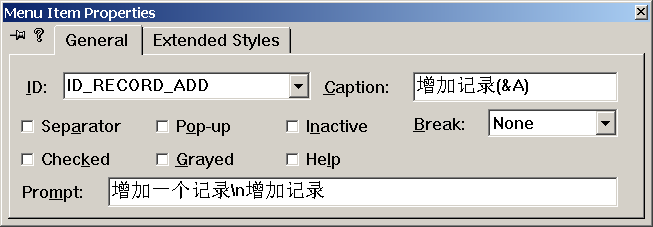 Menu Item Properties
General Extended Styles
ID: ID_RECORD_ADD Caption: 增加记录(&A)
Separator Pop-up Inactive Break: None
Checked Grayed Help
Prompt: 增加一个记录\n增加记录